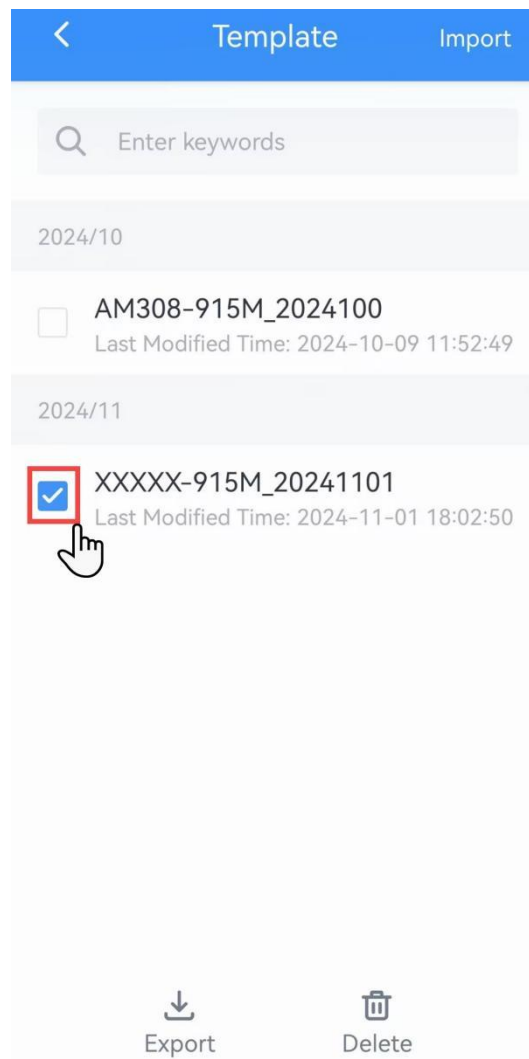 Template
Import
Enter keywords
2024/10
AM308-915M_2024100
Last Modified Time: 2024-10-09 11:52:49
2024/11
XXXXX-915M_20241101
Last Modified Time: 2024-11-01 18:02:50
Export
Delete